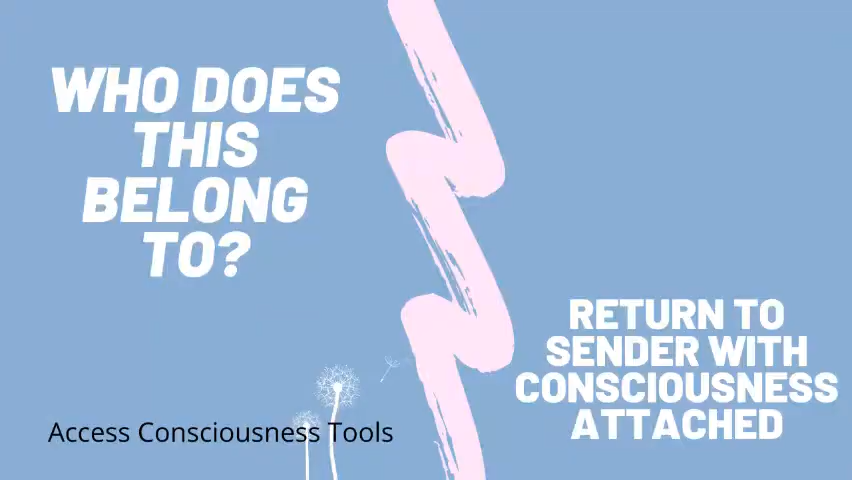 WHO DOES
THIS
BELONG
TO?
RETURN TO
SENDER WITH
CONSCIOUSNESS
ATTACHED
Access Consciousness Tools